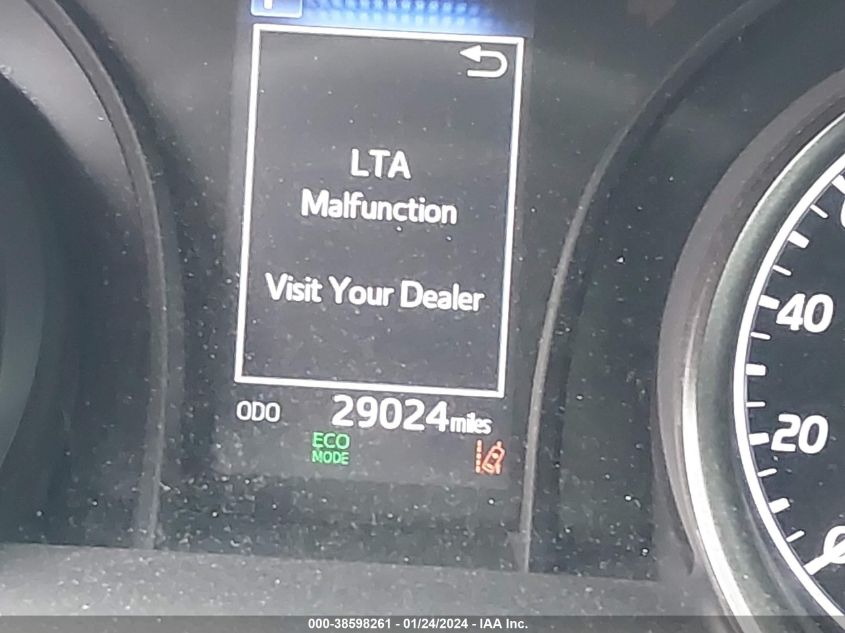 LTA
Malfunction
Visit Your Dealer
ODO 29024 miles
ECO
MODE
40
20
0
000-38598261 - 01/24/2024 - IAA Inc.